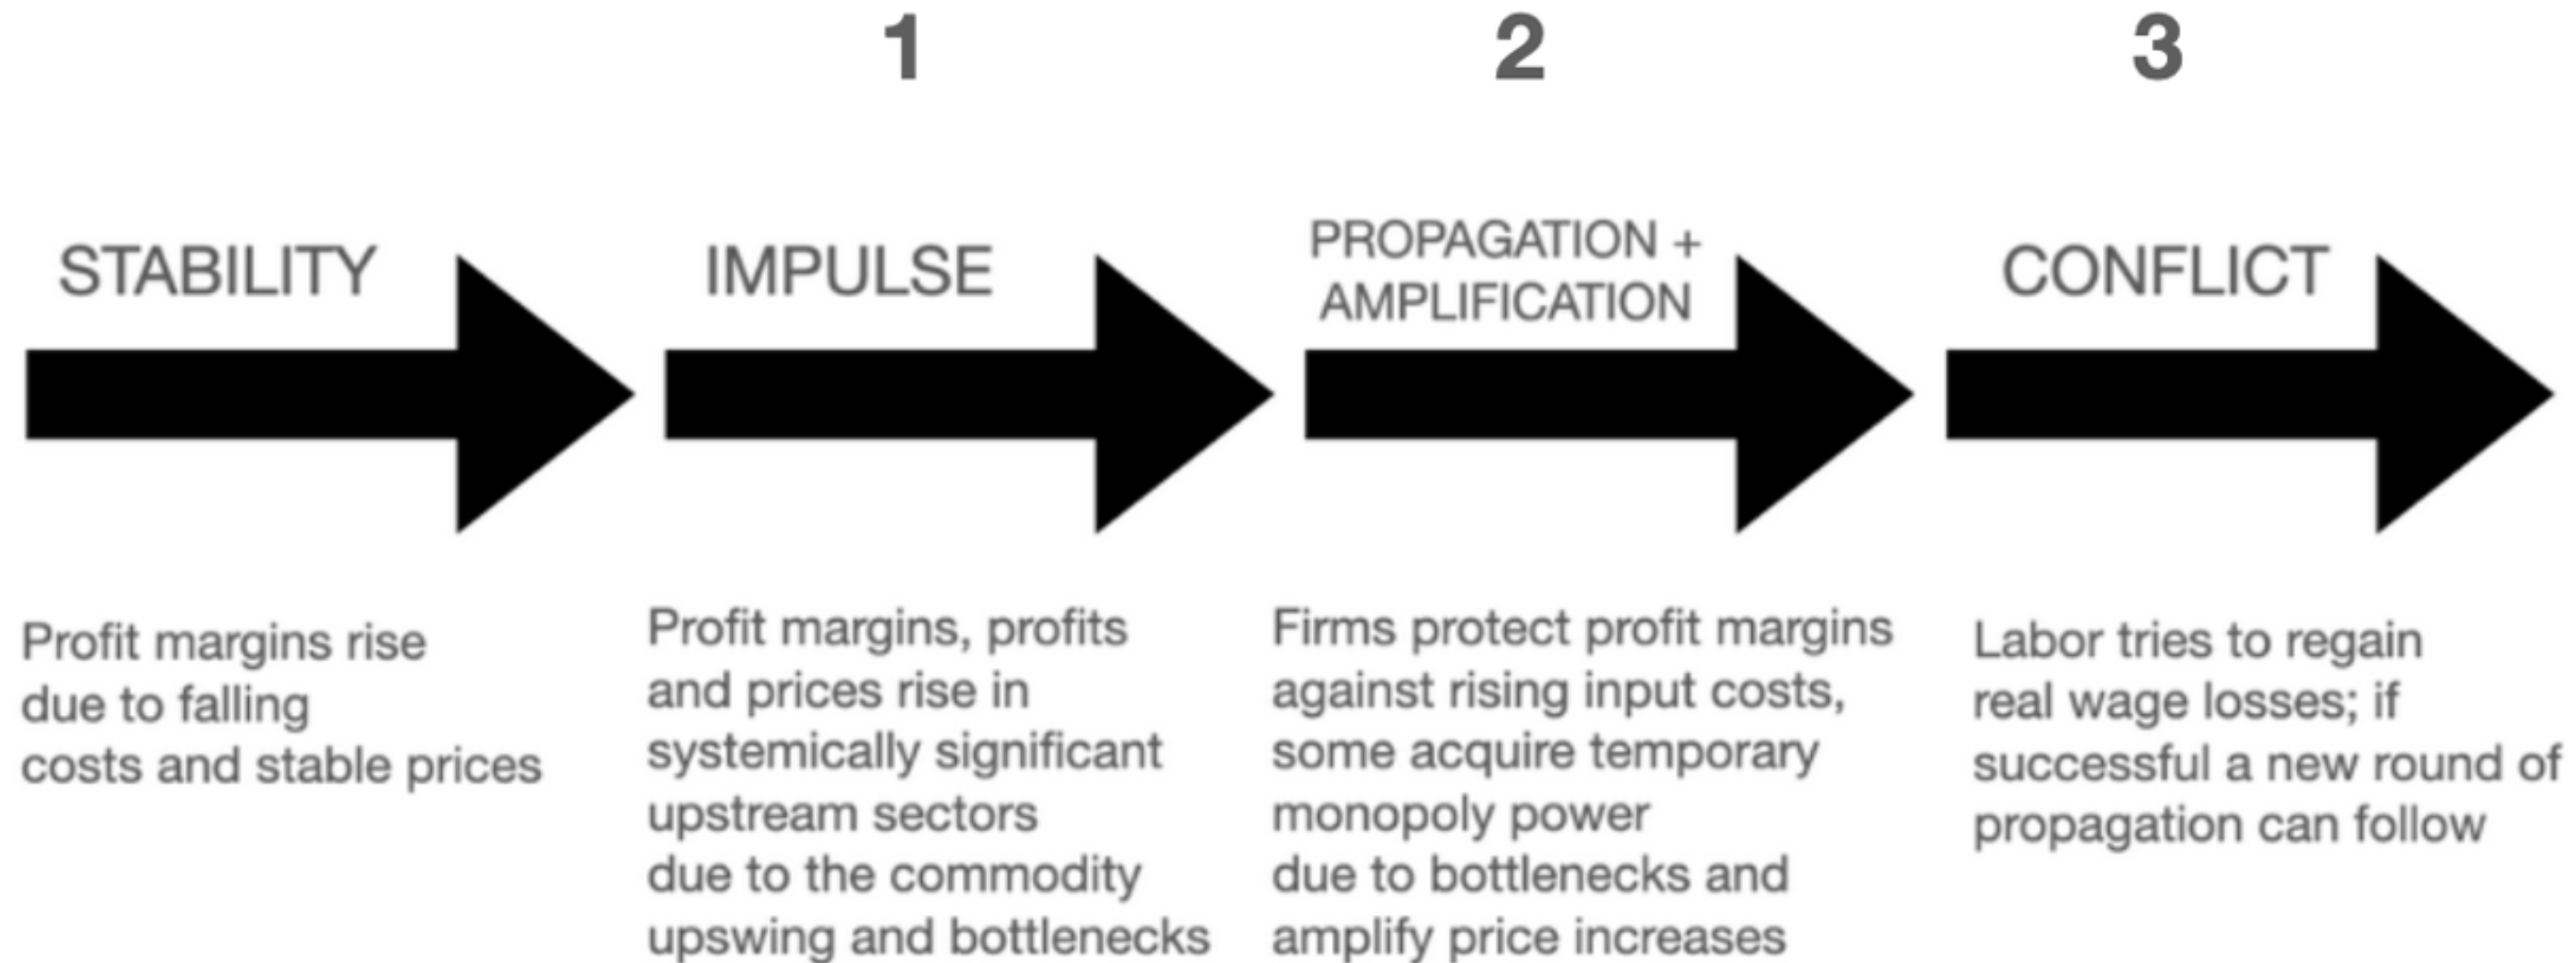 1
2
3
STABILITY
IMPULSE
PROPAGATION +
AMPLIFICATION
CONFLICT
Profit margins rise
due to falling
costs and stable prices
Profit margins, profits
and prices rise in
systemically significant
upstream sectors
due to the commodity
upswing and bottlenecks
Firms protect profit margins
against rising input costs,
some acquire temporary
monopoly power
due to bottlenecks and
amplify price increases
Labor tries to regain
real wage losses; if
successful a new round of
propagation can follow